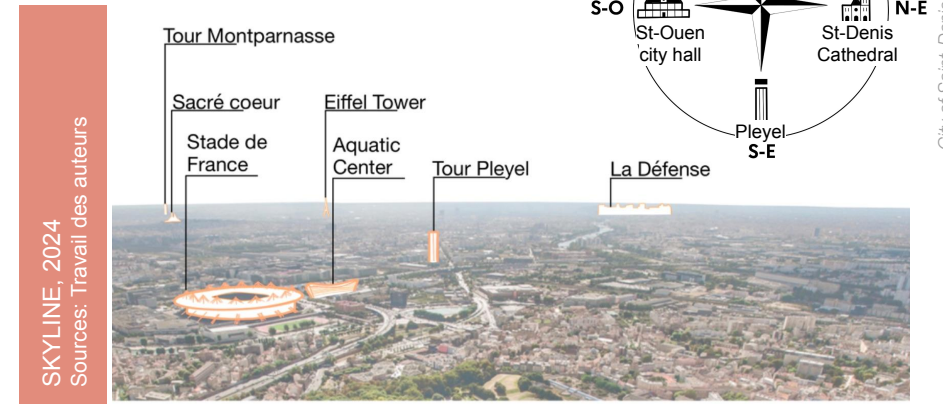 SKYLINE, 2024
Sources: Travail des auteurs
Tour Montparnasse
Sacré coeur
Eiffel Tower
Stade de
France
Aquatic
Center
Tour Pleyel
La Défense
S-O
N-E
St-Ouen
city hall
St-Denis
Cathedral
Pleyel
S-E